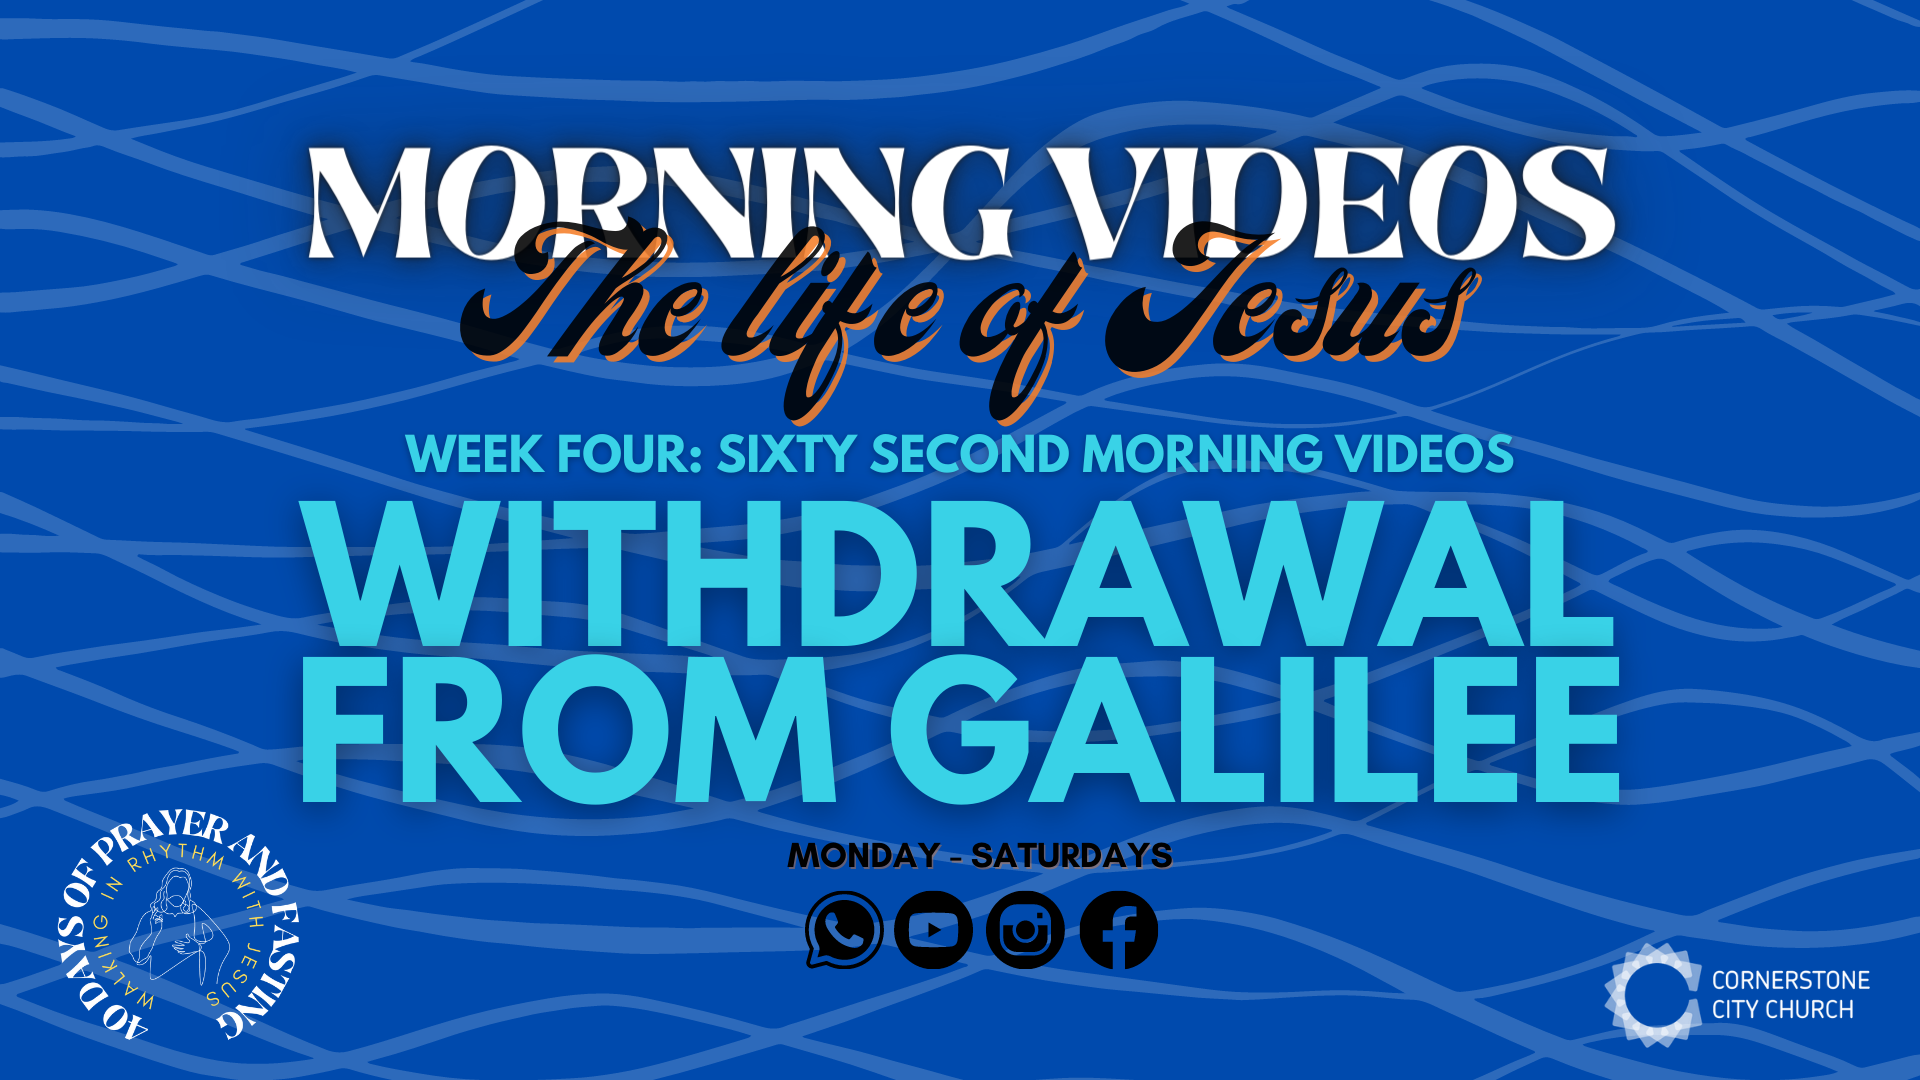 MORNING VIDEOS
The life of Jesus
WEEK FOUR: SIXTY SECOND MORNING VIDEOS
WITHDRAWAL
FROM GALILEE
MONDAY - SATURDAYS
40 DAYS OF PRAYER AND FASTING
WALKING IN RHYTHM WITH JESUS
CORNERSTONE
CITY CHURCH